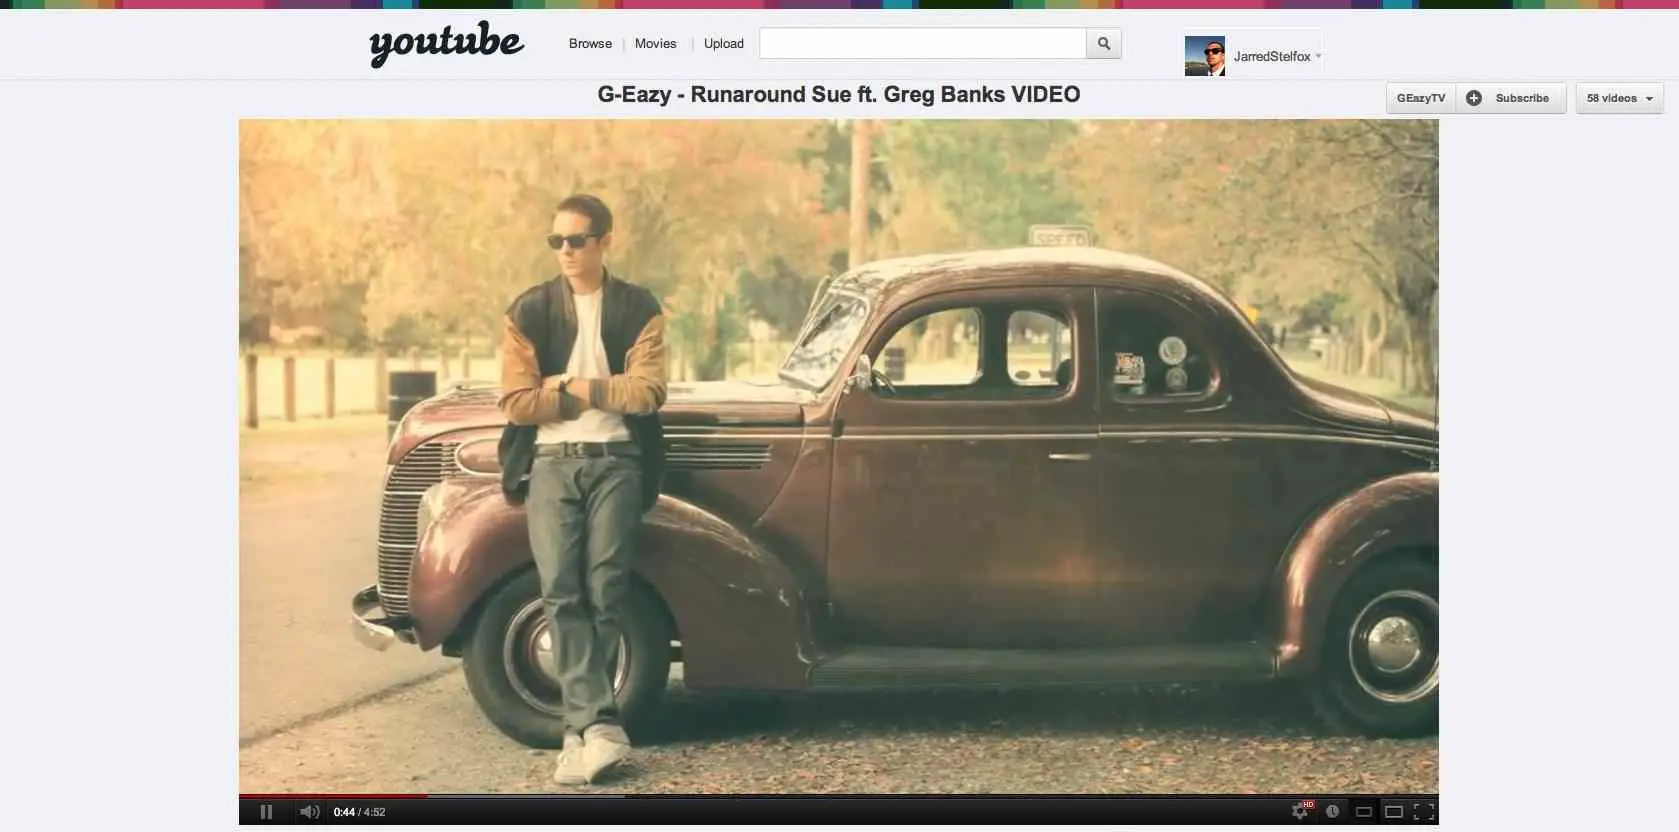 youtube
Browse
Movies
Upload
JarredStelfox
G-Eazy - Runaround Sue ft. Greg Banks VIDEO
GEazyTV
Subscribe
58 videos
SPEED
0:44 / 4:52
HD